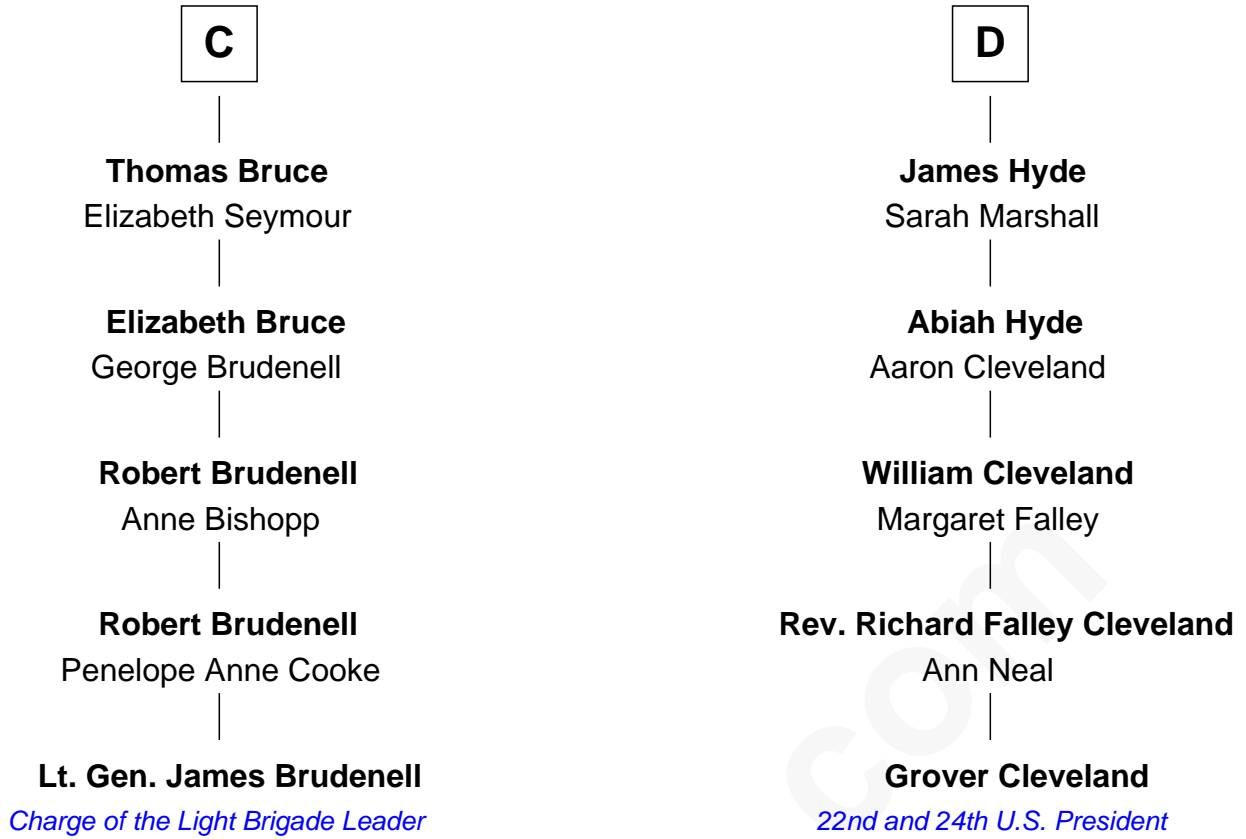 C
Thomas Bruce
Elizabeth Seymour
Elizabeth Bruce
George Brudenell
Robert Brudenell
Anne Bishopp
Robert Brudenell
Penelope Anne Cooke
Lt. Gen. James Brudenell
Charge of the Light Brigade Leader
D
James Hyde
Sarah Marshall
Abiah Hyde
Aaron Cleveland
William Cleveland
Margaret Falley
Rev. Richard Falley Cleveland
Ann Neal
Grover Cleveland
22nd and 24th U.S. President
com